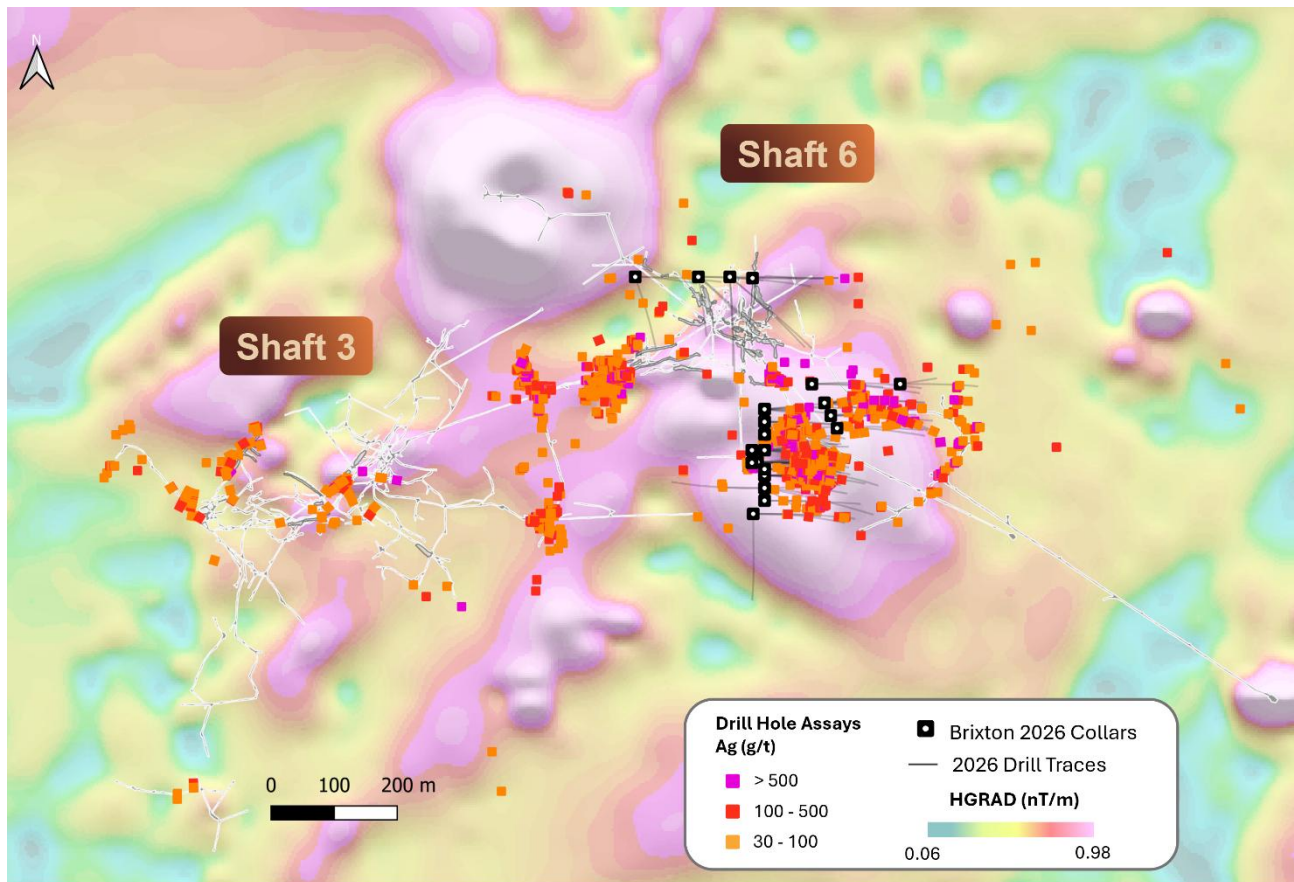 N
Shaft 6
Shaft 3
0 100 200 m
Drill Hole Assays
Ag (g/t)
> 500
100 - 500
30 - 100
Brixton 2026 Collars
2026 Drill Traces
HGRAD (nT/m)
0.06 0.98